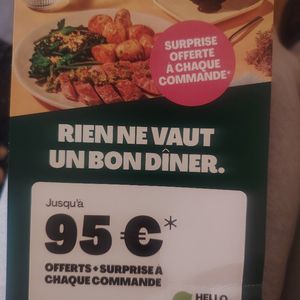 SURPRISE
OFFERTE
À CHAQUE
COMMANDE*
RIEN NE VAUT
UN BON DÎNER.
Jusqu'à
95 €*
OFFERTS + SURPRISE À
CHAQUE COMMANDE
HELLO